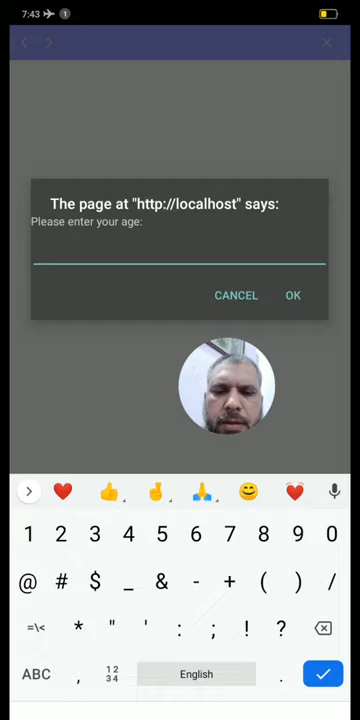 7:43 1
The page at "http://localhost" says:
Please enter your age:
CANCEL OK
1 2 3 4 5 6 7 8 9 0
@ # $ _ & - + ( ) /
=\< * " ' : ; ! ?
ABC , 12 34 English .